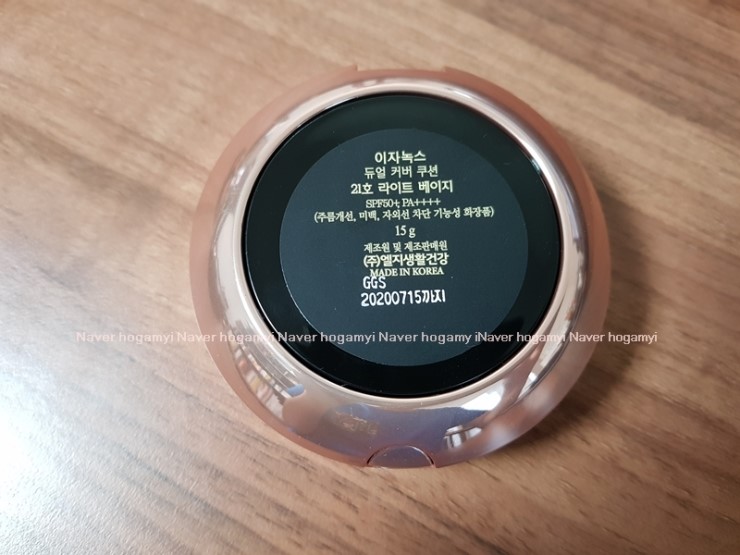 이자녹스
듀얼 커버 쿠션
21호 라이트 베이지
SPF50+; PA++++
(주름개선, 미백, 자외선 차단 기능성 화장품)
15 g
제조원 및 제조판매원
(주)엘지생활건강
MADE IN KOREA
GGS
20200715까지
Naver hogamyi Naver hogamyi Naver hogamyi Naver hogamy iNaver hogamyi Naver hogamyi